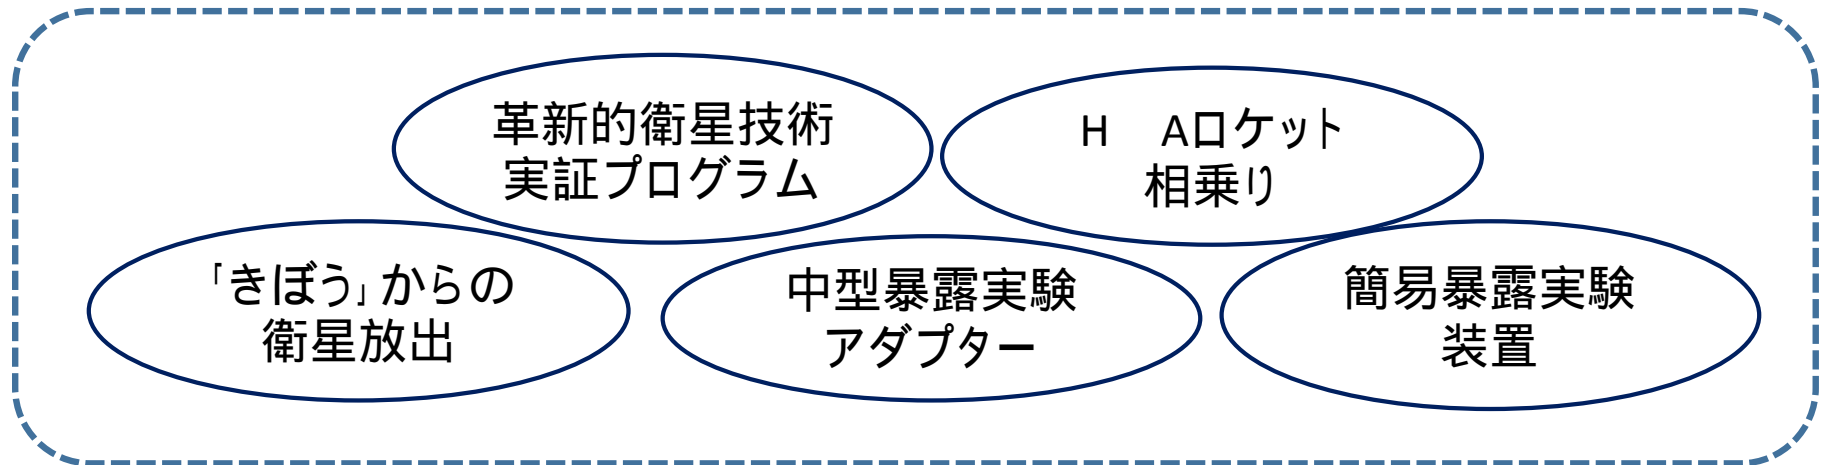 革新的衛星技術
実証プログラム
H　Aロケット
相乗り
「きぼう」からの
衛星放出
中型暴露実験
アダプター
簡易暴露実験
装置